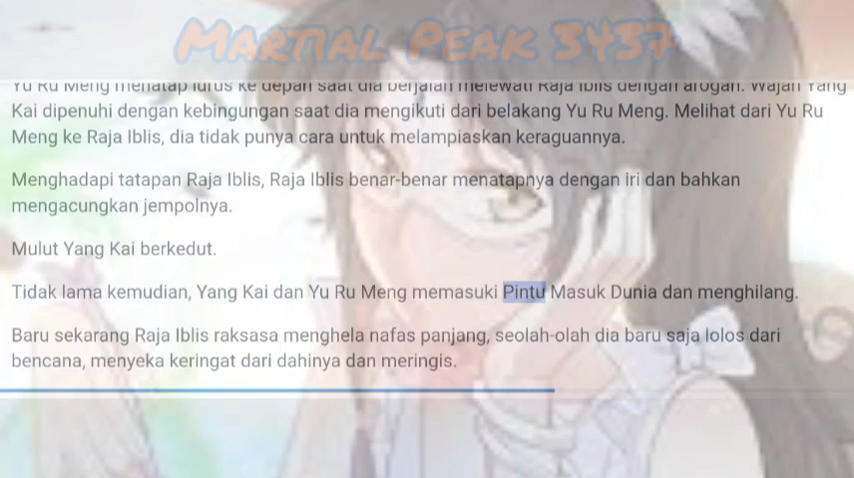 MARTIAL PEAK 3437
Yu Ru Meng menatap lurus ke depan saat dia berjalan melewati Raja Iblis dengan arogan. Wajah Yang
Kai dipenuhi dengan kebingungan saat dia mengikuti dari belakang Yu Ru Meng. Melihat dari Yu Ru
Meng ke Raja Iblis, dia tidak punya cara untuk melampiaskan keraguannya.
Menghadapi tatapan Raja Iblis, Raja Iblis benar-benar menatapnya dengan iri dan bahkan
mengacungkan jempolnya.
Mulut Yang Kai berkedut.
Tidak lama kemudian, Yang Kai dan Yu Ru Meng memasuki Pintu Masuk Dunia dan menghilang.
Baru sekarang Raja Iblis raksasa menghela nafas panjang, seolah-olah dia baru saja lolos dari
bencana, menyeka keringat dari dahinya dan meringis.